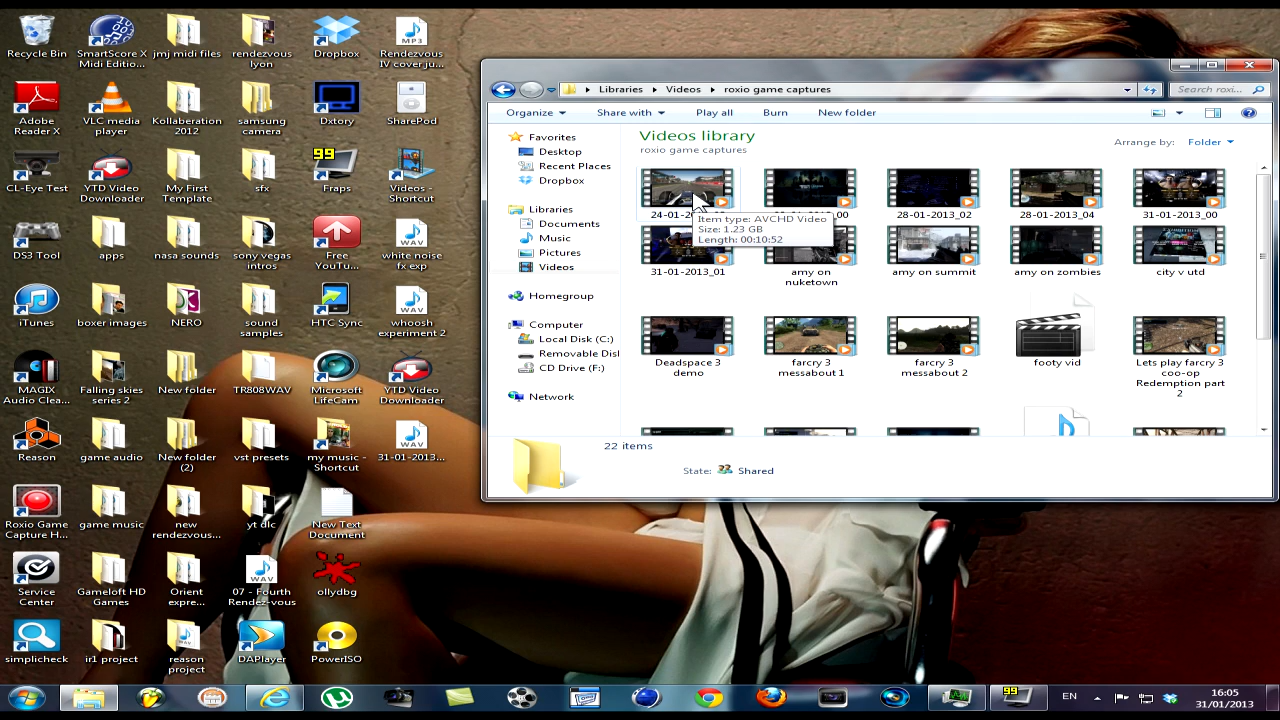 Recycle Bin
SmartScore X
Midi Editio...
jmj midi files
rendezvous
lyon
Dropbox
MP3
Rendezvous
IV cover ju...
Adobe
Reader X
VLC media
player
Kollaberation
2012
samsung
camera
Dxtory
SharePod
CL-Eye Test
YTD Video
Downloader
My First
Template
sfx
99
Fraps
Videos -
Shortcut
DS3 Tool
apps
nasa sounds
sony vegas
intros
Free
YouTu...
WAV
white noise
fx exp
iTunes
boxer images
NERO
sound
samples
HTC Sync
WAV
whoosh
experiment 2
MAGIX
Audio Clea...
Falling skies
series 2
New folder
TR808WAV
Microsoft
LifeCam
YTD Video
Downloader
Reason
game audio
New folder
(2)
vst presets
my music -
Shortcut
WAV
31-01-2013...
Roxio Game
Capture H...
game music
new
rendezvous...
yt dlc
New Text
Document
Service
Center
Gameloft HD
Games
Orient
expre...
WAV
07 - Fourth
Rendez-vous
ollydbg
simplicheck
ir1 project
WAV
reason
project
DAPlayer
PowerISO
Libraries
Videos
roxio game captures
Search roxi...
Organize
Share with
Play all
Burn
New folder
Favorites
Desktop
Recent Places
Dropbox
Libraries
Documents
Music
Pictures
Videos
Homegroup
Computer
Local Disk (C:)
Removable Disl
CD Drive (F:)
Network
Videos library
roxio game captures
Arrange by: Folder
28-01-2013_02
28-01-2013_04
31-01-2013_00
Item type: AVCHD Video
Size: 1.23 GB
Length: 00:10:52
31-01-2013_01
amy on
nuketown
amy on summit
amy on zombies
city v utd
Deadspace 3
demo
farcry 3
messabout 1
farcry 3
messabout 2
footy vid
Lets play farcry 3
coo-op
Redemption part
2
22 items
State: Shared
99
EN
16:05
31/01/2013